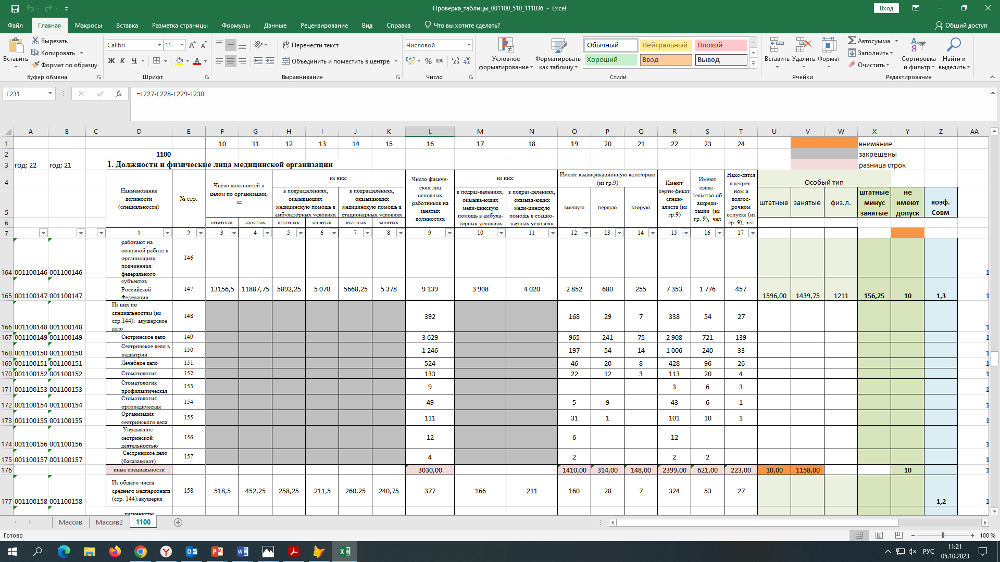 Проверка_таблицы_001100_510_111036 - Excel
Вход
Файл Главная Макросы Вставка Разметка страницы Формулы Данные Рецензирование Вид Справка Что вы хотите сделать? Общий доступ
Вставить
Вырезать
Копировать
Формат по образцу
Буфер обмена
Calibri 11
Ж К Ч
Шрифт
Перенести текст
Объединить и поместить в центре
Выравнивание
Числовой
% 000
Число
Условное форматирование
Форматировать как таблицу
Обычный Нейтральный Плохой
Хороший Ввод Вывод
Стили
Вставить Удалить Формат
Ячейки
Автосумма
Заполнить
Очистить
Сортировка и фильтр
Найти и выделить
Редактирование
L231 fx =L227-L228-L229-L230
A B C D E F G H I J K L M N O P Q R S T U V W X Y Z AA
1 10 11 12 13 14 15 16 17 18 19 20 21 22 23 24 внимание
2 1100 закрещены
3 год: 22 год: 21 1. Должности и физические лица медицинской организации разница строк
4
5
6
7
Наименование должности (специальности)
№ стр.
Число должностей в целом по организации, ед
из них:
в подразделениях, оказывающих медицинскую помощь в амбулаторных условиях
в подразделениях, оказывающих медицинскую помощь в стационарных условиях
штатных занятых штатных занятых штатных занятых
Число физиче-ских лиц основных работников на занятых должностях
из них:
в подраз-делениях, оказыва-ющих меди-цинскую помощь в амбула-торных условиях
в подраз-делениях, оказыва-ющих меди-цинскую помощь в стацио-нарных условиях
Имеют квалификационную категорию (из гр.9)
высшую первую вторую
Имеют серти-фикат специ-алиста (из гр.9)
Имеют свиде-тельство об аккреди-тации (из гр. 9), чел
Нахо-дятся в декрет-ном и долгос-рочном отпуске (из гр. 9), чел
Особый тип
штатные занятые физ.л.
штатные минус занятые
не имеют допуск
коэф. Совм
1 2 3 4 5 6 7 8 9 10 11 12 13 14 15 16 17
164 001100146 001100146 работают на основной работе в организациях подчинения: федерального 146
165 001100147 001100147 субъектов Российской Федерации 147 13156,5 11887,75 5892,25 5 070 5668,25 5 378 9 139 3 908 4 020 2 852 680 255 7 353 1 776 457 1596,00 1439,75 1211 156,25 10 1,3 1
166 001100148 001100148 Из них по специальностям (из стр.144): акушерское дело 148 392 168 29 7 338 54 27 1
167 001100149 001100149 Сестринское дело 149 3 629 965 241 75 2 908 721 139
168 001100150 001100150 Сестринское дело в педиатрии 150 1 246 197 54 14 1 006 240 33
169 001100151 001100151 Лечебное дело 151 524 46 20 8 428 96 26
170 001100152 001100152 Стоматология 152 133 22 12 3 113 20 4
171 001100153 001100153 Стоматология профилактическая 153 9 3 6 3
172 001100154 001100154 Стоматология ортопедическая 154 49 5 9 43 6 1
173 001100155 001100155 Организация сестринского дела 155 111 31 1 101 10 1
174 001100156 001100156 Управление сестринской деятельностью 156 12 6 12
175 001100157 001100157 Сестринское дело (бакалавриат) 157 4 2 2 2
176 иные специальности 3030,00 1410,00 314,00 148,00 2399,00 621,00 223,00 10,00 1158,00 10
177 001100158 001100158 Из общего числа среднего медперсонала (стр. 144):акушерки 158 518,5 452,25 258,25 211,5 260,25 240,75 377 166 211 160 28 7 324 53 27 1,2
гигиенисты
Массив Массив2 1100
Готово
100 %
РУС
11:21
05.10.2023